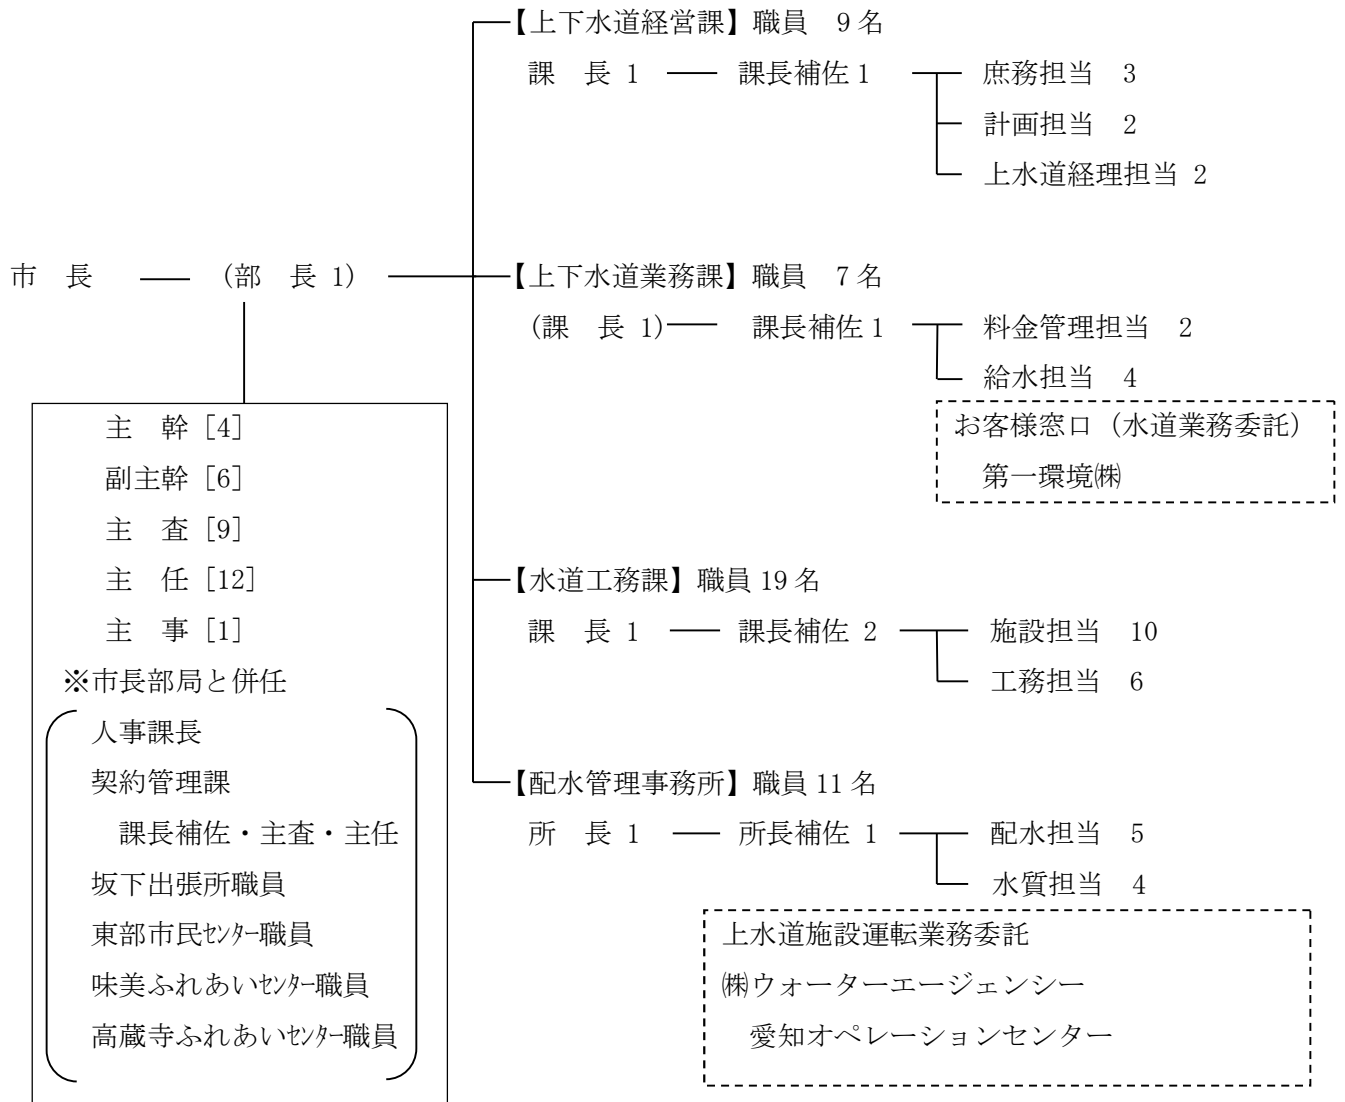 【上下水道経営課】職員 9名
課 長 1 課長補佐 1 庶務担当 3
計画担当 2
上水道経理担当 2
市 長 (部 長 1) 【上下水道業務課】職員 7名
(課 長 1) 課長補佐 1 料金管理担当 2
給水担当 4
お客様窓口（水道業務委託）
第一環境㈱
主 幹［4］
副主幹［6］
主 査［9］
主 任［12］
主 事［1］
※市長部局と併任
人事課長
契約管理課
課長補佐・主査・主任
坂下出張所職員
東部市民ｾﾝﾀｰ職員
味美ふれあいｾﾝﾀｰ職員
高蔵寺ふれあいｾﾝﾀｰ職員
【水道工務課】職員 19名
課 長 1 課長補佐 2 施設担当 10
工務担当 6
【配水管理事務所】職員 11名
所 長 1 所長補佐 1 配水担当 5
水質担当 4
上水道施設運転業務委託
㈱ウォーターエージェンシー
愛知オペレーションセンター